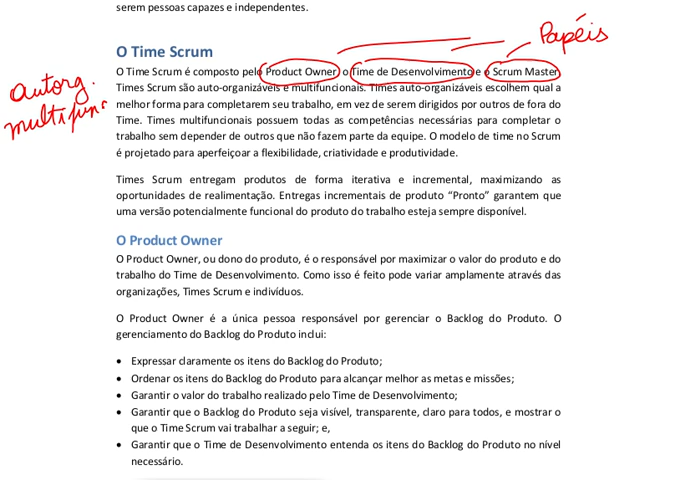 serem pessoas capazes e independentes.
Papéis
O Time Scrum
O Time Scrum é composto pelo Product Owner, o Time de Desenvolvimento e o Scrum Master.
autorg.
multifun.
Times Scrum são auto-organizáveis e multifuncionais. Times auto-organizáveis escolhem qual a
melhor forma para completarem seu trabalho, em vez de serem dirigidos por outros de fora do
Time. Times multifuncionais possuem todas as competências necessárias para completar o
trabalho sem depender de outros que não fazem parte da equipe. O modelo de time no Scrum
é projetado para aperfeiçoar a flexibilidade, criatividade e produtividade.
Times Scrum entregam produtos de forma iterativa e incremental, maximizando as
oportunidades de realimentação. Entregas incrementais de produto “Pronto” garantem que
uma versão potencialmente funcional do produto do trabalho esteja sempre disponível.
O Product Owner
O Product Owner, ou dono do produto, é o responsável por maximizar o valor do produto e do
trabalho do Time de Desenvolvimento. Como isso é feito pode variar amplamente através das
organizações, Times Scrum e indivíduos.
O Product Owner é a única pessoa responsável por gerenciar o Backlog do Produto. O
gerenciamento do Backlog do Produto inclui:
• Expressar claramente os itens do Backlog do Produto;
• Ordenar os itens do Backlog do Produto para alcançar melhor as metas e missões;
• Garantir o valor do trabalho realizado pelo Time de Desenvolvimento;
• Garantir que o Backlog do Produto seja visível, transparente, claro para todos, e mostrar o
que o Time Scrum vai trabalhar a seguir; e,
• Garantir que o Time de Desenvolvimento entenda os itens do Backlog do Produto no nível
necessário.